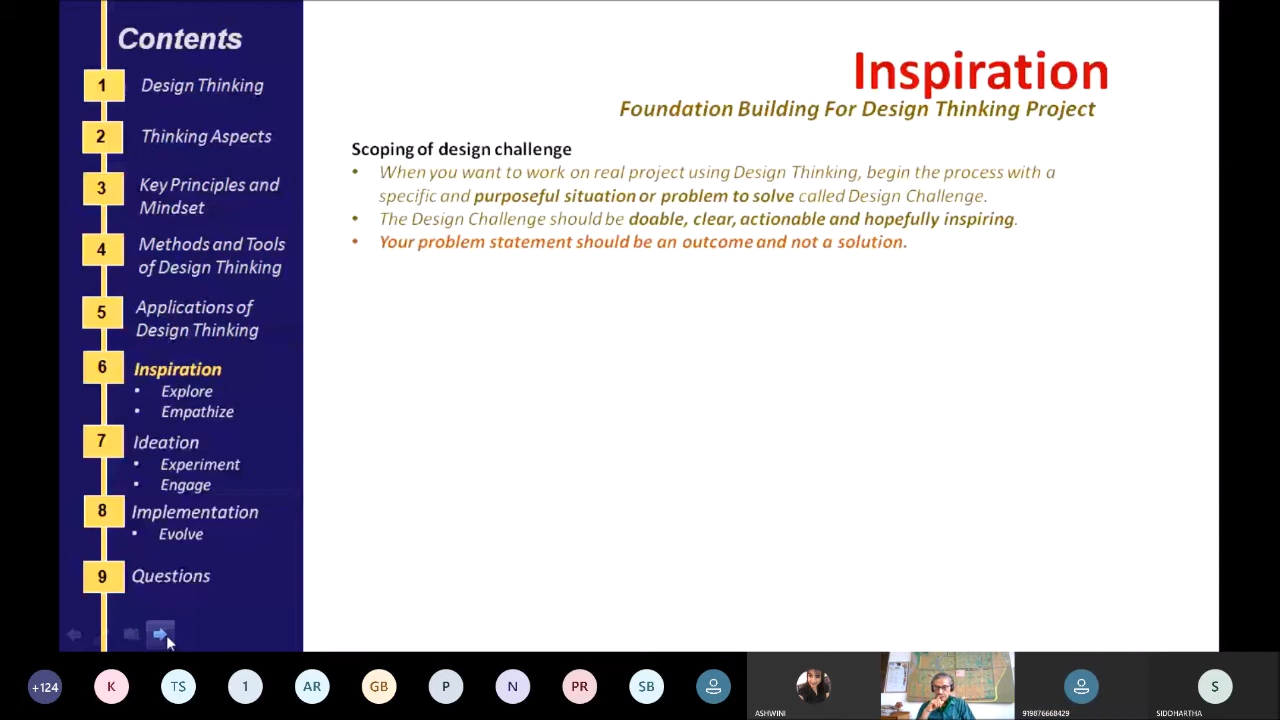 Contents
1 Design Thinking
2 Thinking Aspects
3 Key Principles and
Mindset
4 Methods and Tools
of Design Thinking
5 Applications of
Design Thinking
6 Inspiration
• Explore
• Empathize
7 Ideation
• Experiment
• Engage
8 Implementation
• Evolve
9 Questions
Inspiration
Foundation Building For Design Thinking Project
Scoping of design challenge
• When you want to work on real project using Design Thinking, begin the process with a
specific and purposeful situation or problem to solve called Design Challenge.
• The Design Challenge should be doable, clear, actionable and hopefully inspiring.
• Your problem statement should be an outcome and not a solution.
+124 K TS 1 AR GB P N PR SB S
ASHWINI 919876668429 SIDDHARTHA